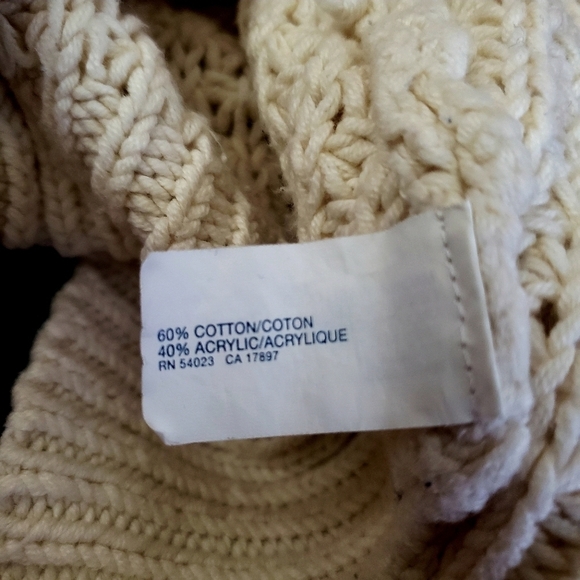 60% COTTON/COTON
40% ACRYLIC/ACRYLIQUE
RN 54023 CA 17897